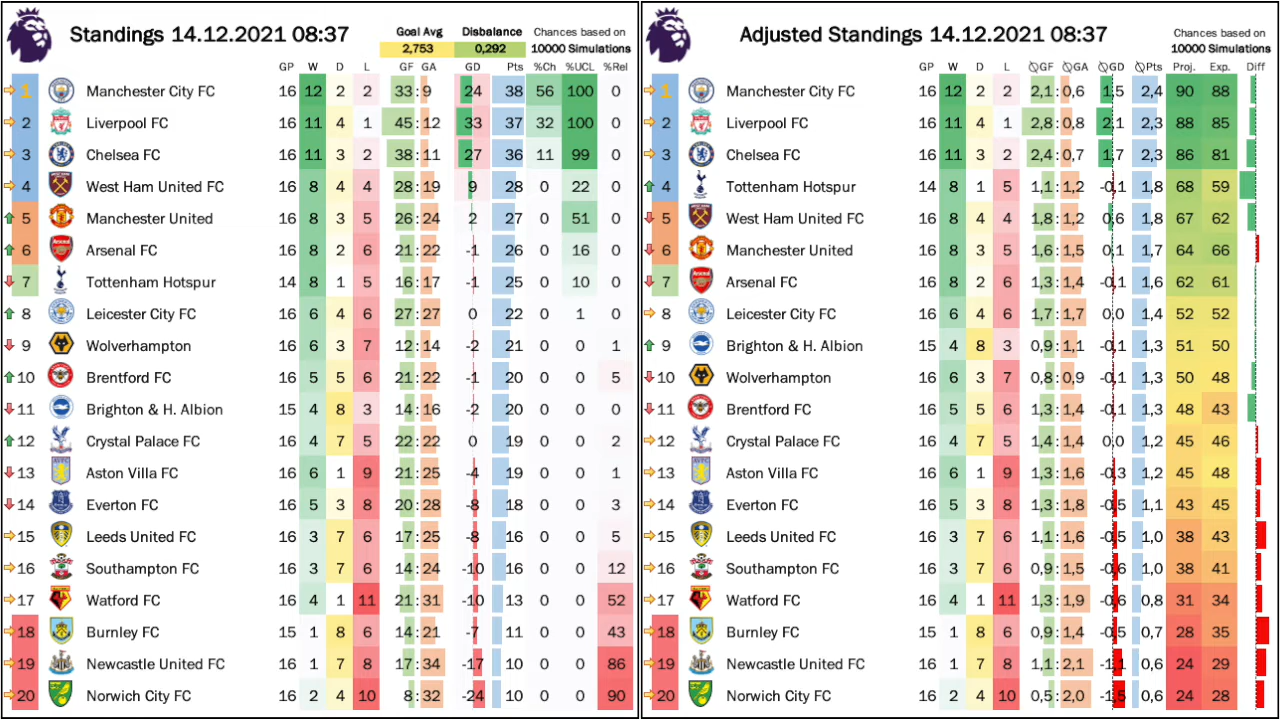 Standings 14.12.2021 08:37
Goal Avg Disbalance Chances based on
2,753 0,292 10000 Simulations
GP W D L GF GA GD Pts %Ch %UCL %Rel
1 Manchester City FC 16 12 2 2 33 : 9 24 38 56 100 0
2 Liverpool FC 16 11 4 1 45 : 12 33 37 32 100 0
3 Chelsea FC 16 11 3 2 38 : 11 27 36 11 99 0
4 West Ham United FC 16 8 4 4 28 : 19 9 28 0 22 0
5 Manchester United 16 8 3 5 26 : 24 2 27 0 51 0
6 Arsenal FC 16 8 2 6 21 : 22 -1 26 0 16 0
7 Tottenham Hotspur 14 8 1 5 16 : 17 -1 25 0 10 0
8 Leicester City FC 16 6 4 6 27 : 27 0 22 0 1 0
9 Wolverhampton 16 6 3 7 12 : 14 -2 21 0 0 1
10 Brentford FC 16 5 5 6 21 : 22 -1 20 0 0 5
11 Brighton & H. Albion 15 4 8 3 14 : 16 -2 20 0 0 0
12 Crystal Palace FC 16 4 7 5 22 : 22 0 19 0 0 2
13 Aston Villa FC 16 6 1 9 21 : 25 -4 19 0 0 1
14 Everton FC 16 5 3 8 20 : 28 -8 18 0 0 3
15 Leeds United FC 16 3 7 6 17 : 25 -8 16 0 0 5
16 Southampton FC 16 3 7 6 14 : 24 -10 16 0 0 12
17 Watford FC 16 4 1 11 21 : 31 -10 13 0 0 52
18 Burnley FC 15 1 8 6 14 : 21 -7 11 0 0 43
19 Newcastle United FC 16 1 7 8 17 : 34 -17 10 0 0 86
20 Norwich City FC 16 2 4 10 8 : 32 -24 10 0 0 90
Adjusted Standings 14.12.2021 08:37
Chances based on
10000 Simulations
GP W D L ∅GF ∅GA ∅GD ∅Pts Proj. Exp. Diff
1 Manchester City FC 16 12 2 2 2,1 : 0,6 1,5 2,4 90 88
2 Liverpool FC 16 11 4 1 2,8 : 0,8 2,1 2,3 88 85
3 Chelsea FC 16 11 3 2 2,4 : 0,7 1,7 2,3 86 81
4 Tottenham Hotspur 14 8 1 5 1,1 : 1,2 -0,1 1,8 68 59
5 West Ham United FC 16 8 4 4 1,8 : 1,2 0,6 1,8 67 62
6 Manchester United 16 8 3 5 1,6 : 1,5 0,1 1,7 64 66
7 Arsenal FC 16 8 2 6 1,3 : 1,4 -0,1 1,6 62 61
8 Leicester City FC 16 6 4 6 1,7 : 1,7 0,0 1,4 52 52
9 Brighton & H. Albion 15 4 8 3 0,9 : 1,1 -0,1 1,3 51 50
10 Wolverhampton 16 6 3 7 0,8 : 0,9 -0,1 1,3 50 48
11 Brentford FC 16 5 5 6 1,3 : 1,4 -0,1 1,3 48 43
12 Crystal Palace FC 16 4 7 5 1,4 : 1,4 0,0 1,2 45 46
13 Aston Villa FC 16 6 1 9 1,3 : 1,6 -0,3 1,2 45 48
14 Everton FC 16 5 3 8 1,3 : 1,8 -0,5 1,1 43 45
15 Leeds United FC 16 3 7 6 1,1 : 1,6 -0,5 1,0 38 43
16 Southampton FC 16 3 7 6 0,9 : 1,5 -0,6 1,0 38 41
17 Watford FC 16 4 1 11 1,3 : 1,9 -0,6 0,8 31 34
18 Burnley FC 15 1 8 6 0,9 : 1,4 -0,5 0,7 28 35
19 Newcastle United FC 16 1 7 8 1,1 : 2,1 -1,1 0,6 24 29
20 Norwich City FC 16 2 4 10 0,5 : 2,0 -1,5 0,6 24 28